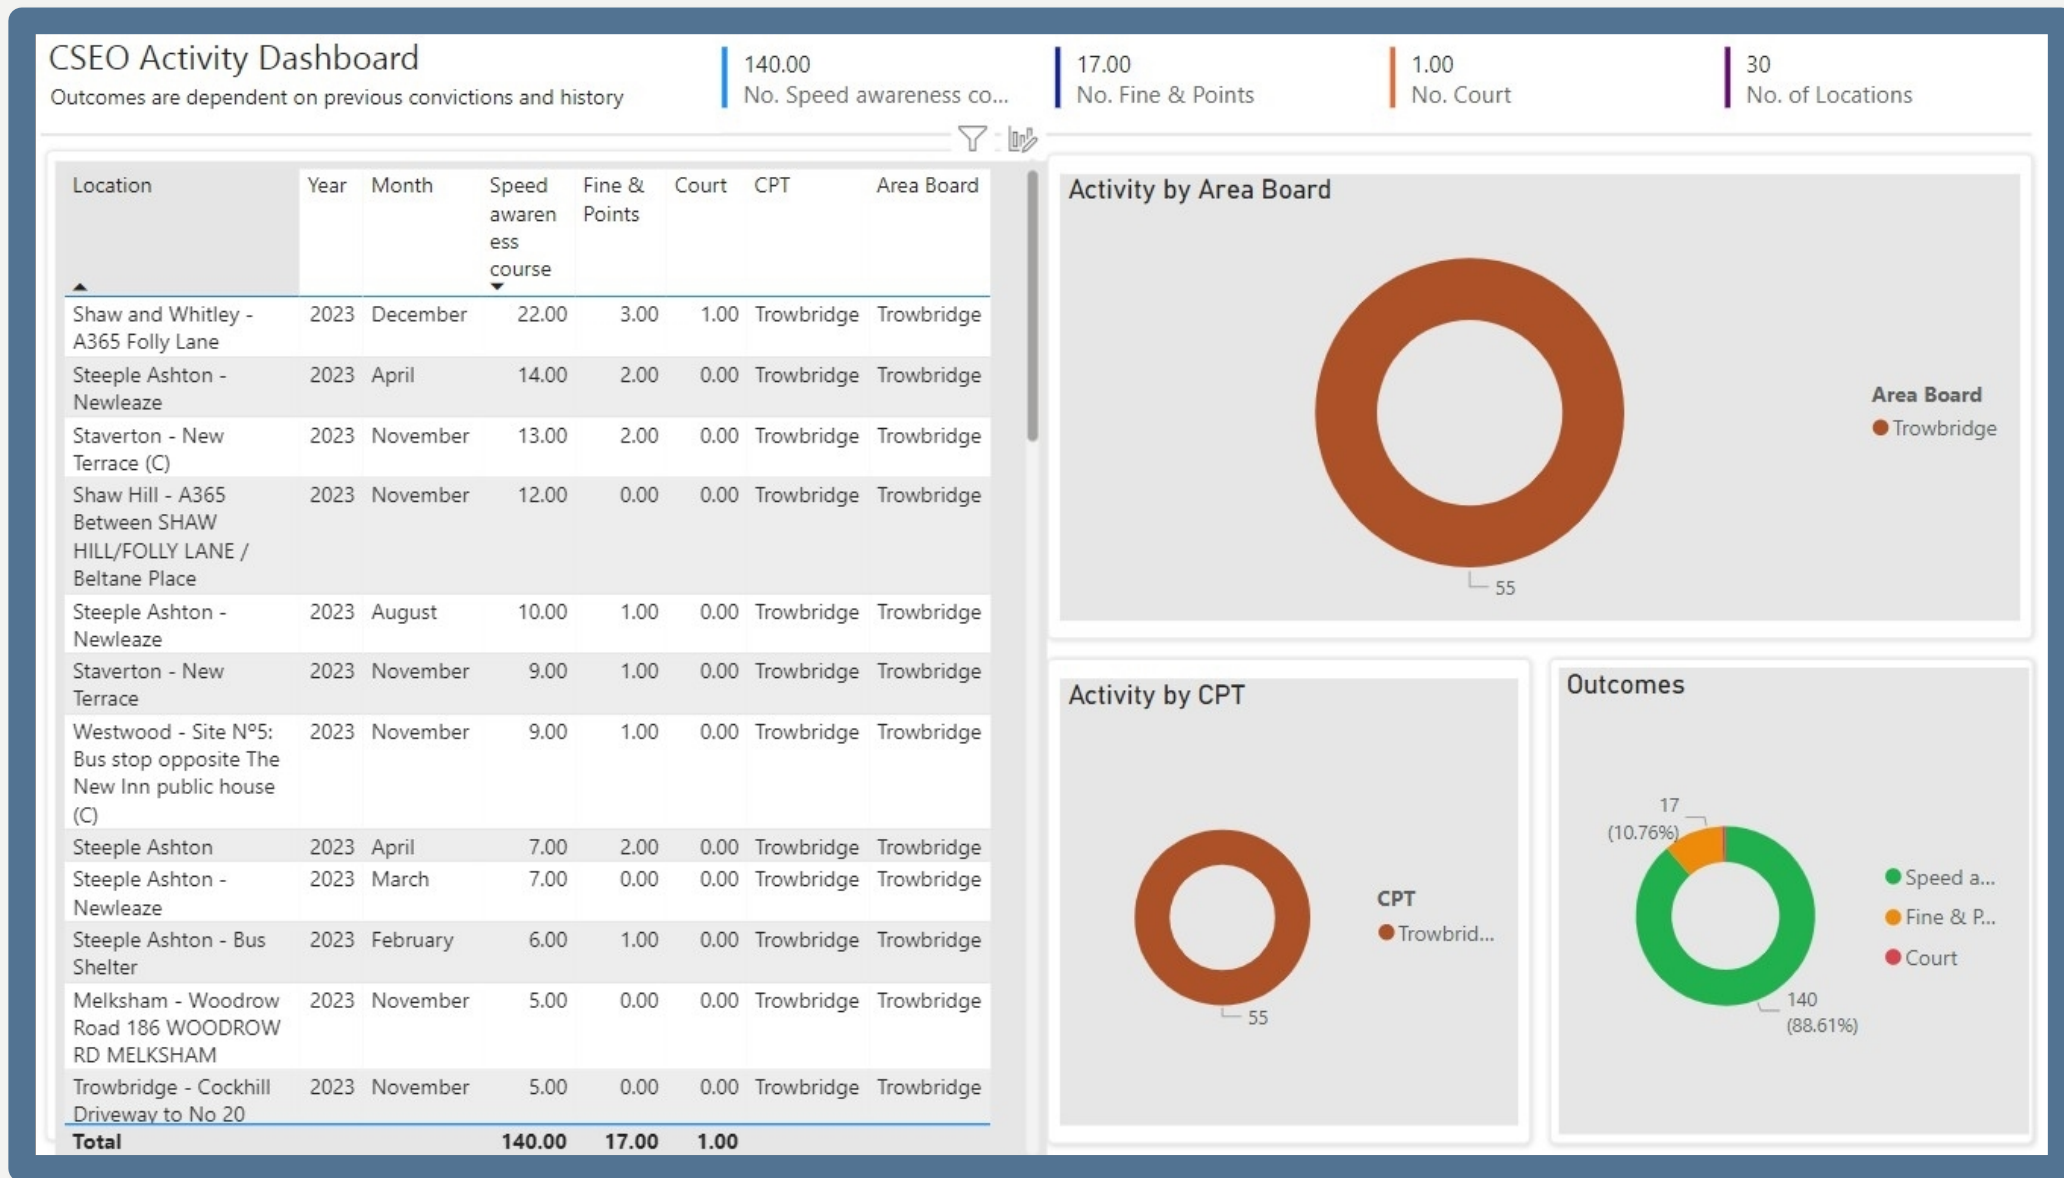 CSEO Activity Dashboard
Outcomes are dependent on previous convictions and history
140.00
No. Speed awareness co...
17.00
No. Fine & Points
1.00
No. Court
30
No. of Locations
Location Year Month Speed awaren ess course Fine & Points Court CPT Area Board
Shaw and Whitley - 2023 December 22.00 3.00 1.00 Trowbridge Trowbridge
A365 Folly Lane
Steeple Ashton - 2023 April 14.00 2.00 0.00 Trowbridge Trowbridge
Newleaze
Staverton - New 2023 November 13.00 2.00 0.00 Trowbridge Trowbridge
Terrace (C)
Shaw Hill - A365 2023 November 12.00 0.00 0.00 Trowbridge Trowbridge
Between SHAW
HILL/FOLLY LANE /
Beltane Place
Steeple Ashton - 2023 August 10.00 1.00 0.00 Trowbridge Trowbridge
Newleaze
Staverton - New 2023 November 9.00 1.00 0.00 Trowbridge Trowbridge
Terrace
Westwood - Site Nº5: 2023 November 9.00 1.00 0.00 Trowbridge Trowbridge
Bus stop opposite The
New Inn public house
(C)
Steeple Ashton 2023 April 7.00 2.00 0.00 Trowbridge Trowbridge
Steeple Ashton - 2023 March 7.00 0.00 0.00 Trowbridge Trowbridge
Newleaze
Steeple Ashton - Bus 2023 February 6.00 1.00 0.00 Trowbridge Trowbridge
Shelter
Melksham - Woodrow 2023 November 5.00 0.00 0.00 Trowbridge Trowbridge
Road 186 WOODROW
RD MELKSHAM
Trowbridge - Cockhill 2023 November 5.00 0.00 0.00 Trowbridge Trowbridge
Driveway to No 20
Total 140.00 17.00 1.00
Activity by Area Board
Area Board
Trowbridge
55
Activity by CPT
CPT
Trowbrid...
55
Outcomes
17
(10.76%)
Speed a...
Fine & P...
Court
140
(88.61%)